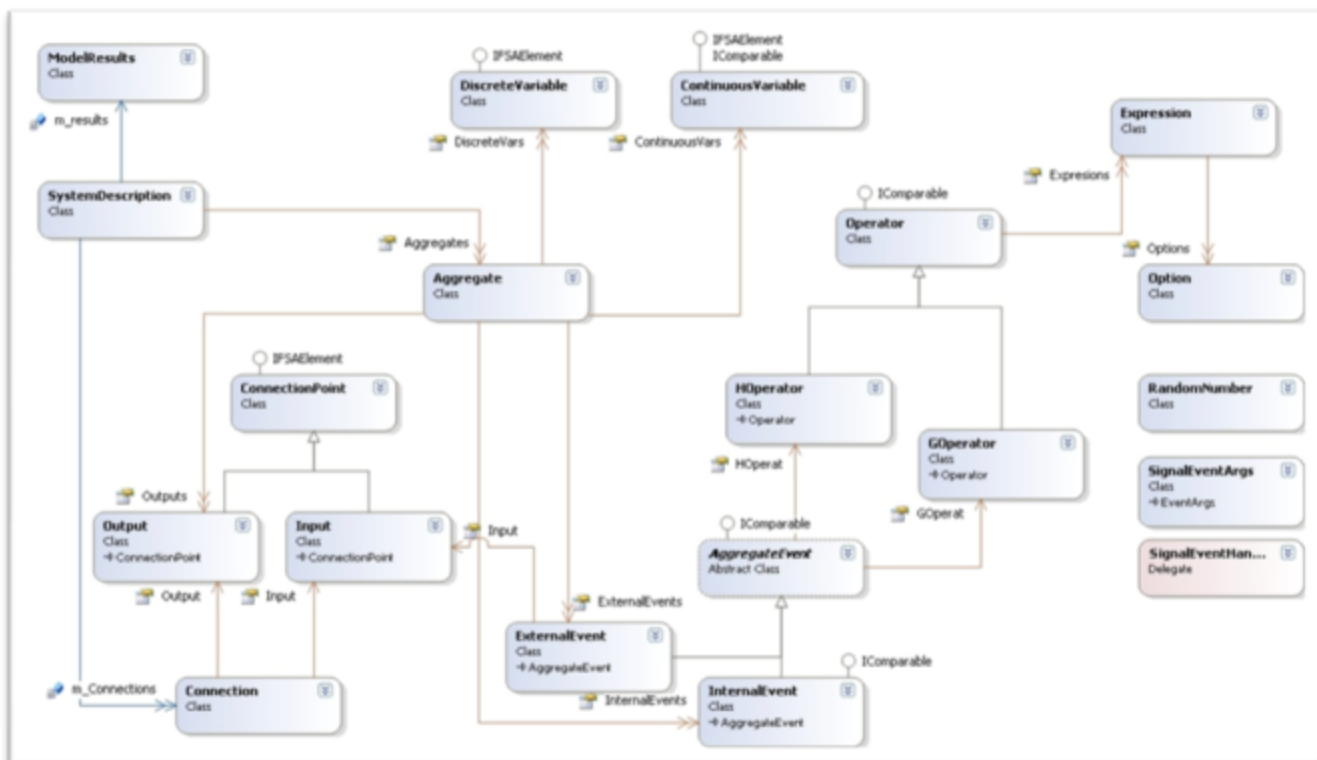 ModelResults
Class
m_results
SystemDescription
Class
IFSAElement
DiscreteVariable
Class
DiscreteVars
IFSAElement
IComparable
ContinuousVariable
Class
ContinuousVars
Expression
Class
Expresions
IComparable
Operator
Class
Options
Option
Class
Aggregates
Aggregate
Class
IFSAElement
ConnectionPoint
Class
HOperator
Class
Operator
RandomNumber
Class
GOperator
Class
Operator
HOperat
SignalEventArgs
Class
EventArgs
Outputs
Output
Class
ConnectionPoint
Input
Class
ConnectionPoint
Input
IComparable
GOperat
AggregateEvent
Abstract Class
SignalEventHan...
Delegate
Output
Input
ExternalEvents
ExternalEvent
Class
AggregateEvent
IComparable
m_Connections
Connection
Class
InternalEvents
InternalEvent
Class
AggregateEvent